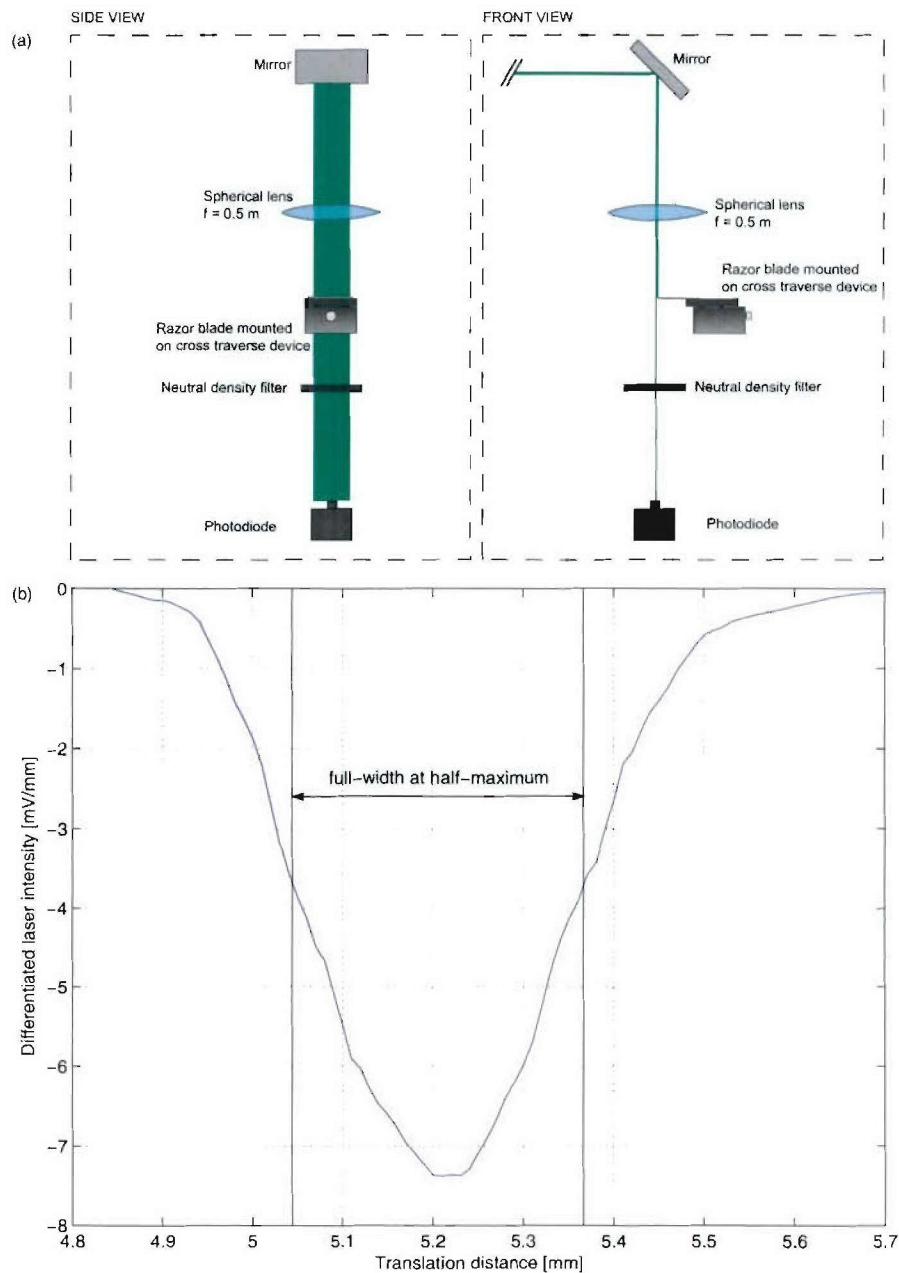 SIDE VIEW
FRONT VIEW
(a)
Mirror
Spherical lens
f = 0.5 m
Razor blade mounted
on cross traverse device
Neutral density filter
Photodiode
Mirror
Spherical lens
f = 0.5 m
Razor blade mounted
on cross traverse device
Neutral density filter
Photodiode
(b)
0
-1
-2
-3
-4
-5
-6
-7
-8
Differentiated laser intensity [mV/mm]
full-width at half-maximum
4.8
4.9
5
5.1
5.2
5.3
5.4
5.5
5.6
5.7
Translation distance [mm]